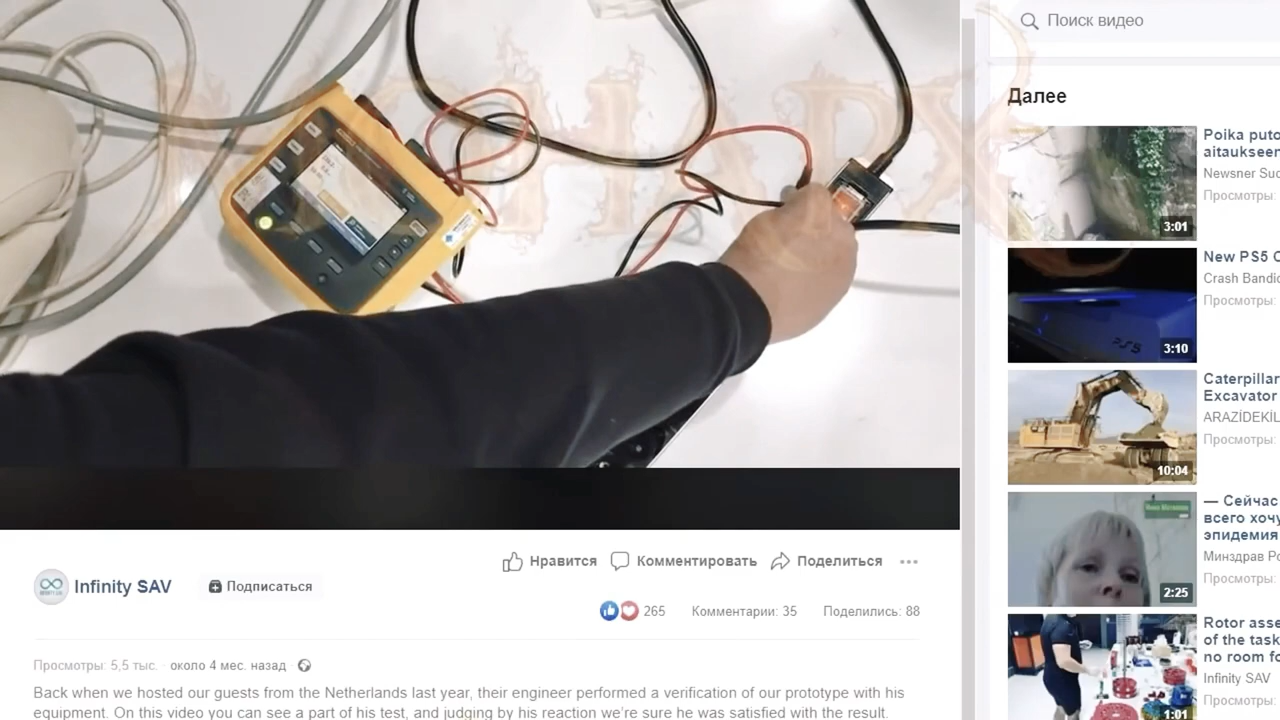 Поиск видео
Далее
3:01
Poika puto
aitaukseen
Newsner Suo
Просмотры:
3:10
New PS5 C
Crash Bandic
Просмотры:
PS5
10:04
Caterpillar
Excavator
ARAZİDEKİL
Просмотры:
2:25
— Сейчас
всего хочу
эпидемия
Минздрав Ро
Просмотры:
1:01
Rotor asse
of the task
no room fo
Infinity SAV
Просмотры:
Нравится Комментировать Поделиться
Infinity SAV Подписаться
265 Комментарии: 35 Поделились: 88
Просмотры: 5,5 тыс. · около 4 мес. назад
Back when we hosted our guests from the Netherlands last year, their engineer performed a verification of our prototype with his
equipment. On this video you can see a part of his test, and by his reaction we're sure he was satisfied with the result.